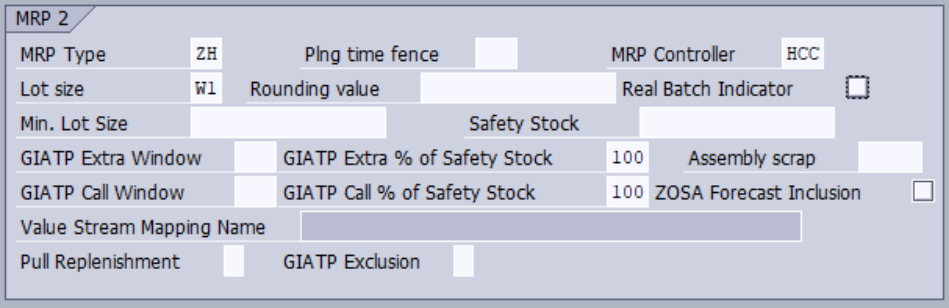 MRP 2
MRP Type ZH Plng time fence MRP Controller HCC
Lot size W1 Rounding value Real Batch Indicator
Min. Lot Size Safety Stock
GIATP Extra Window GIATP Extra % of Safety Stock 100 Assembly scrap
GIATP Call Window GIATP Call % of Safety Stock 100 ZOSA Forecast Inclusion
Value Stream Mapping Name
Pull Replenishment GIATP Exclusion